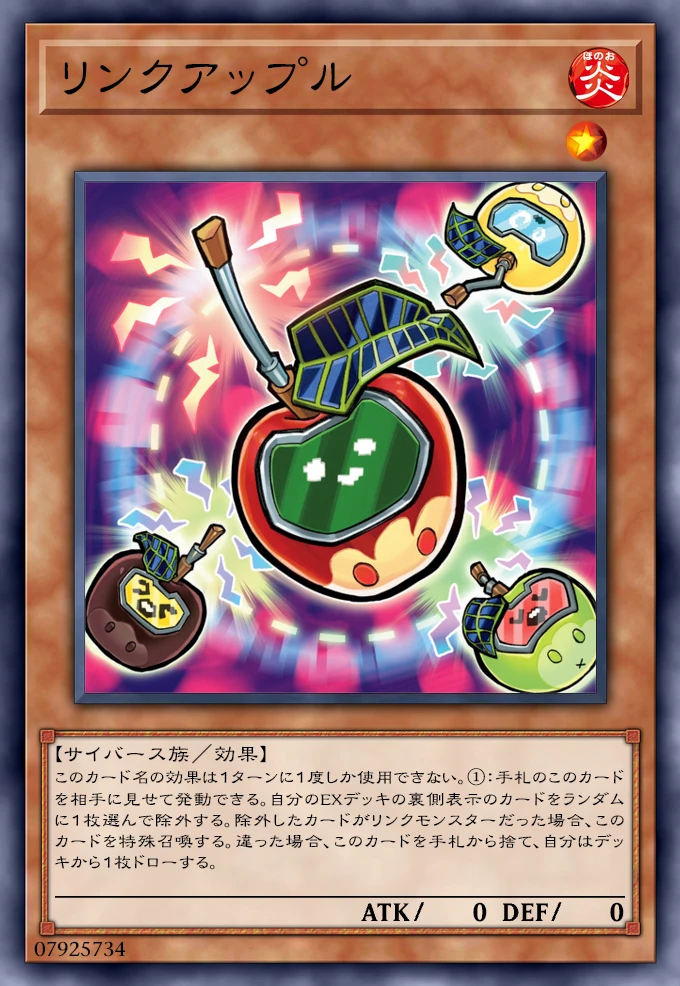 リンクアップル
ほのお
炎
【サイバース族／効果】
このカード名の効果は1ターンに1度しか使用できない。①：手札のこのカード
を相手に見せて発動できる。自分のEXデッキの裏側表示のカードをランダム
に1枚選んで除外する。除外したカードがリンクモンスターだった場合、この
カードを特殊召喚する。違った場合、このカードを手札から捨て、自分はデッ
キから1枚ドローする。
ATK/ 0 DEF/ 0
07925734